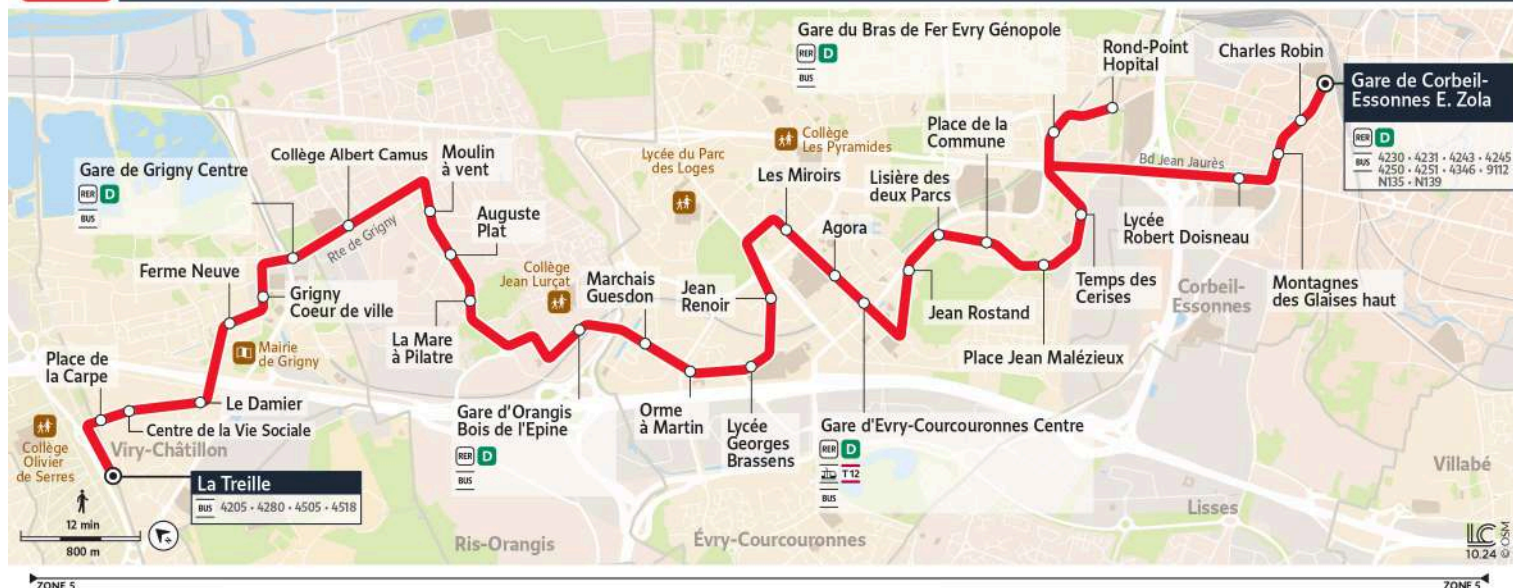 Gare du Bras de Fer Evry Génopole
RER D
BUS
Rond-Point
Hopital
Charles Robin
Gare de Corbeil-
Essonnes E. Zola
RER D
BUS 4230 • 4231 • 4243 • 4245
4250 • 4251 • 4346 • 9112
N135 • N139
Gare de Grigny Centre
RER D
BUS
Collège Albert Camus
Moulin
à vent
Lycée du Parc
des Loges
Collège
Les Pyramides
Place de la
Commune
Les Miroirs
Lisière des
deux Parcs
Bd Jean Jaurès
Rte de Grigny
Auguste
Plat
Agora
Lycée
Robert Doisneau
Ferme Neuve
Grigny
Coeur de ville
Collège
Jean Lurçat
Marchais
Guesdon
Jean
Renoir
Jean Rostand
Temps des
Cerises
Corbeil-
Essonnes
Montagnes
des Glaises haut
La Mare
à Pilatre
Place Jean Malézieux
Mairie
de Grigny
Place de
la Carpe
Le Damier
Centre de la Vie Sociale
Viry-Châtillon
Collège
Olivier
de Serres
Gare d'Orangis
Bois de l'Epine
RER D
BUS
Orme
à Martin
Lycée
Georges
Brassens
Gare d'Evry-Courcouronnes Centre
RER D
T12
BUS
Villabé
La Treille
BUS 4205 • 4280 • 4505 • 4518
Lisses
12 min
800 m
Ris-Orangis
Évry-Courcouronnes
LC
10.24 © OSM
ZONE 5
ZONE 5